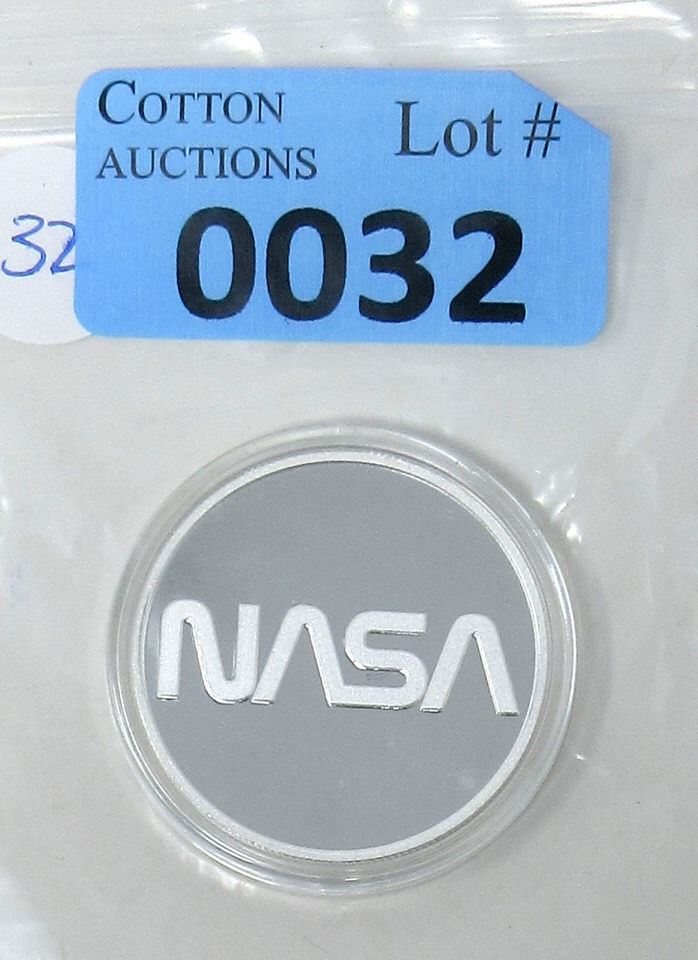 COTTON AUCTIONS
Lot #
0032
32
NASA